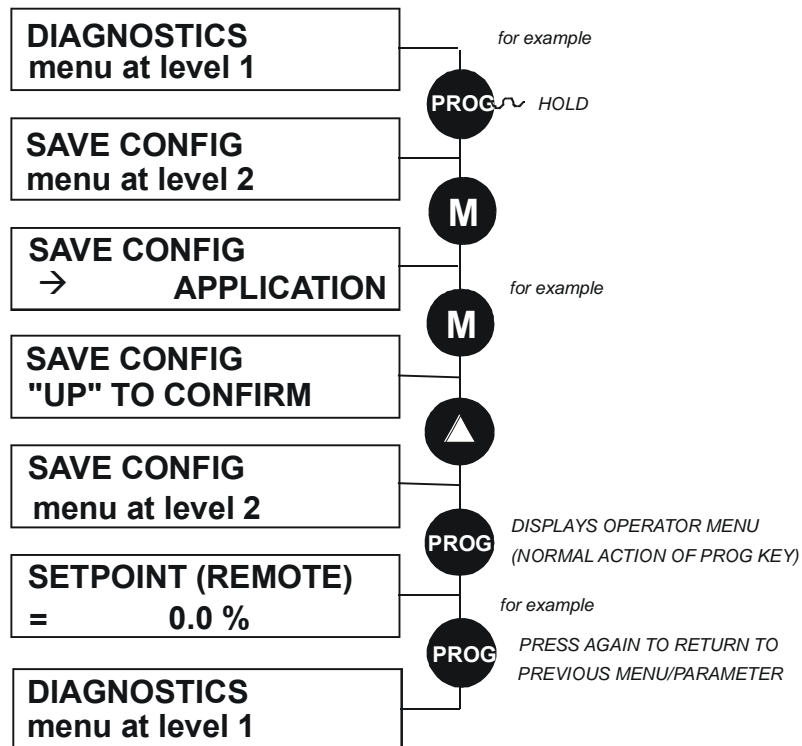 DIAGNOSTICS
menu at level 1
for example
PROG
HOLD
SAVE CONFIG
menu at level 2
M
SAVE CONFIG
→ APPLICATION
for example
M
SAVE CONFIG
"UP" TO CONFIRM
SAVE CONFIG
menu at level 2
PROG
DISPLAYS OPERATOR MENU
(NORMAL ACTION OF PROG KEY)
SETPOINT (REMOTE)
= 0.0 %
for example
PROG
PRESS AGAIN TO RETURN TO
PREVIOUS MENU/PARAMETER
DIAGNOSTICS
menu at level 1